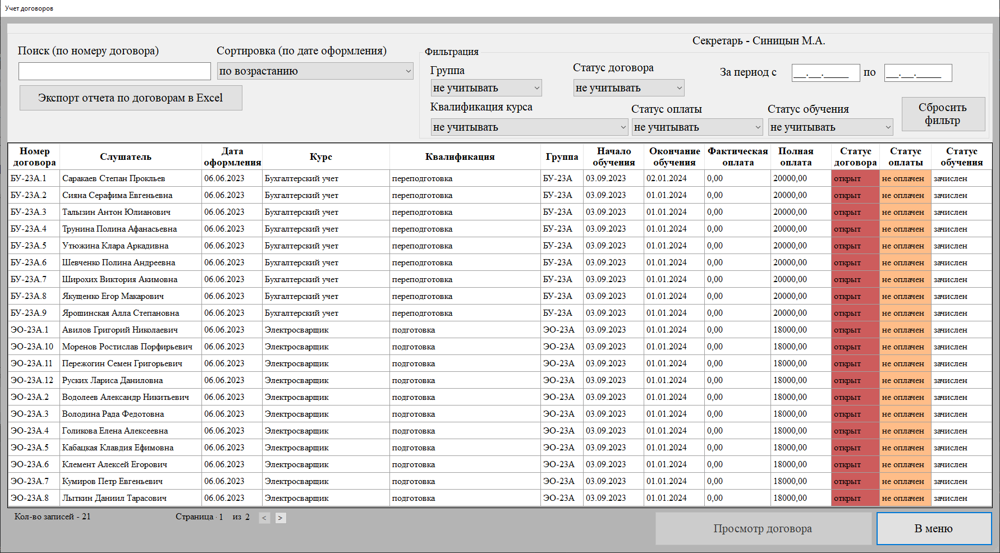 Учет договоров
Секретарь - Синицын М.А.
Поиск (по номеру договора)
Сортировка (по дате оформления)
по возрастанию
Экспорт отчета по договорам в Excel
Фильтрация
Группа
не учитывать
Статус договора
не учитывать
За период с __.__.____ по __.__.____
Квалификация курса
не учитывать
Статус оплаты
не учитывать
Статус обучения
не учитывать
Сбросить
фильтр
Номер договора Слушатель Дата оформления Курс Квалификация Группа Начало обучения Окончание обучения Фактическая оплата Полная оплата Статус договора Статус оплаты Статус обучения
БУ-23А.1 Саракаев Степан Прокльев 06.06.2023 Бухгалтерский учет переподготовка БУ-23А 03.09.2023 02.01.2024 0,00 20000,00 открыт не оплачен зачислен
БУ-23А.2 Сияна Серафима Евгеньевна 06.06.2023 Бухгалтерский учет переподготовка БУ-23А 03.09.2023 01.01.2024 0,00 20000,00 открыт не оплачен зачислен
БУ-23А.3 Талызин Антон Юлианович 06.06.2023 Бухгалтерский учет переподготовка БУ-23А 03.09.2023 01.01.2024 0,00 20000,00 открыт не оплачен зачислен
БУ-23А.4 Трунина Полина Афанасьевна 06.06.2023 Бухгалтерский учет переподготовка БУ-23А 03.09.2023 01.01.2024 0,00 20000,00 открыт не оплачен зачислен
БУ-23А.5 Утюжина Клара Аркадивна 06.06.2023 Бухгалтерский учет переподготовка БУ-23А 03.09.2023 01.01.2024 0,00 20000,00 открыт не оплачен зачислен
БУ-23А.6 Шевченко Полина Андреевна 06.06.2023 Бухгалтерский учет переподготовка БУ-23А 03.09.2023 01.01.2024 0,00 20000,00 открыт не оплачен зачислен
БУ-23А.7 Широхих Виктория Акимовна 06.06.2023 Бухгалтерский учет переподготовка БУ-23А 03.09.2023 01.01.2024 0,00 20000,00 открыт не оплачен зачислен
БУ-23А.8 Якущенко Егор Макарович 06.06.2023 Бухгалтерский учет переподготовка БУ-23А 03.09.2023 01.01.2024 0,00 20000,00 открыт не оплачен зачислен
БУ-23А.9 Ярошинская Алла Степановна 06.06.2023 Бухгалтерский учет переподготовка БУ-23А 03.09.2023 01.01.2024 0,00 20000,00 открыт не оплачен зачислен
ЭО-23А.1 Авилов Григорий Николаевич 06.06.2023 Электросварщик подготовка ЭО-23А 03.09.2023 01.01.2024 0,00 18000,00 открыт не оплачен зачислен
ЭО-23А.10 Моренов Ростислав Порфирьевич 06.06.2023 Электросварщик подготовка ЭО-23А 03.09.2023 01.01.2024 0,00 18000,00 открыт не оплачен зачислен
ЭО-23А.11 Пережогин Семен Григорьевич 06.06.2023 Электросварщик подготовка ЭО-23А 03.09.2023 01.01.2024 0,00 18000,00 открыт не оплачен зачислен
ЭО-23А.12 Руских Лариса Даниловна 06.06.2023 Электросварщик подготовка ЭО-23А 03.09.2023 01.01.2024 0,00 18000,00 открыт не оплачен зачислен
ЭО-23А.2 Водолеев Александр Никитьевич 06.06.2023 Электросварщик подготовка ЭО-23А 03.09.2023 01.01.2024 0,00 18000,00 открыт не оплачен зачислен
ЭО-23А.3 Володина Рада Федотовна 06.06.2023 Электросварщик подготовка ЭО-23А 03.09.2023 01.01.2024 0,00 18000,00 открыт не оплачен зачислен
ЭО-23А.4 Голикова Елена Алексеевна 06.06.2023 Электросварщик подготовка ЭО-23А 03.09.2023 01.01.2024 0,00 18000,00 открыт не оплачен зачислен
ЭО-23А.5 Кабацкая Клавдия Ефимовна 06.06.2023 Электросварщик подготовка ЭО-23А 03.09.2023 01.01.2024 0,00 18000,00 открыт не оплачен зачислен
ЭО-23А.6 Клемент Алексей Егорович 06.06.2023 Электросварщик подготовка ЭО-23А 03.09.2023 01.01.2024 0,00 18000,00 открыт не оплачен зачислен
ЭО-23А.7 Кумиров Петр Евгеньевич 06.06.2023 Электросварщик подготовка ЭО-23А 03.09.2023 01.01.2024 0,00 18000,00 открыт не оплачен зачислен
ЭО-23А.8 Лыткин Даниил Тарасович 06.06.2023 Электросварщик подготовка ЭО-23А 03.09.2023 01.01.2024 0,00 18000,00 открыт не оплачен зачислен
Кол-во записей - 21
Страница - 1 из 2 < >
Просмотр договора
В меню